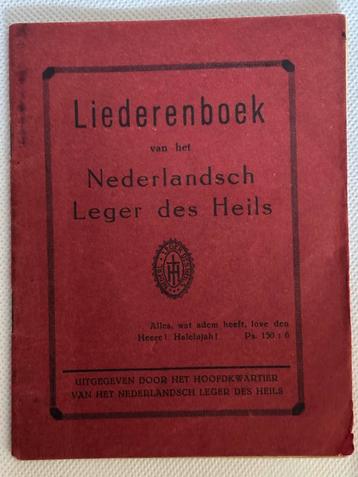 Liederenboek
van het
Nederlandsch
Leger des Heils
Alles, wat adem heeft, love den
Heere! Halelujah! Ps. 150 : 6
UITGEGEVEN DOOR HET HOOFDKWARTIER
VAN HET NEDERLANDSCH LEGER DES HEILS